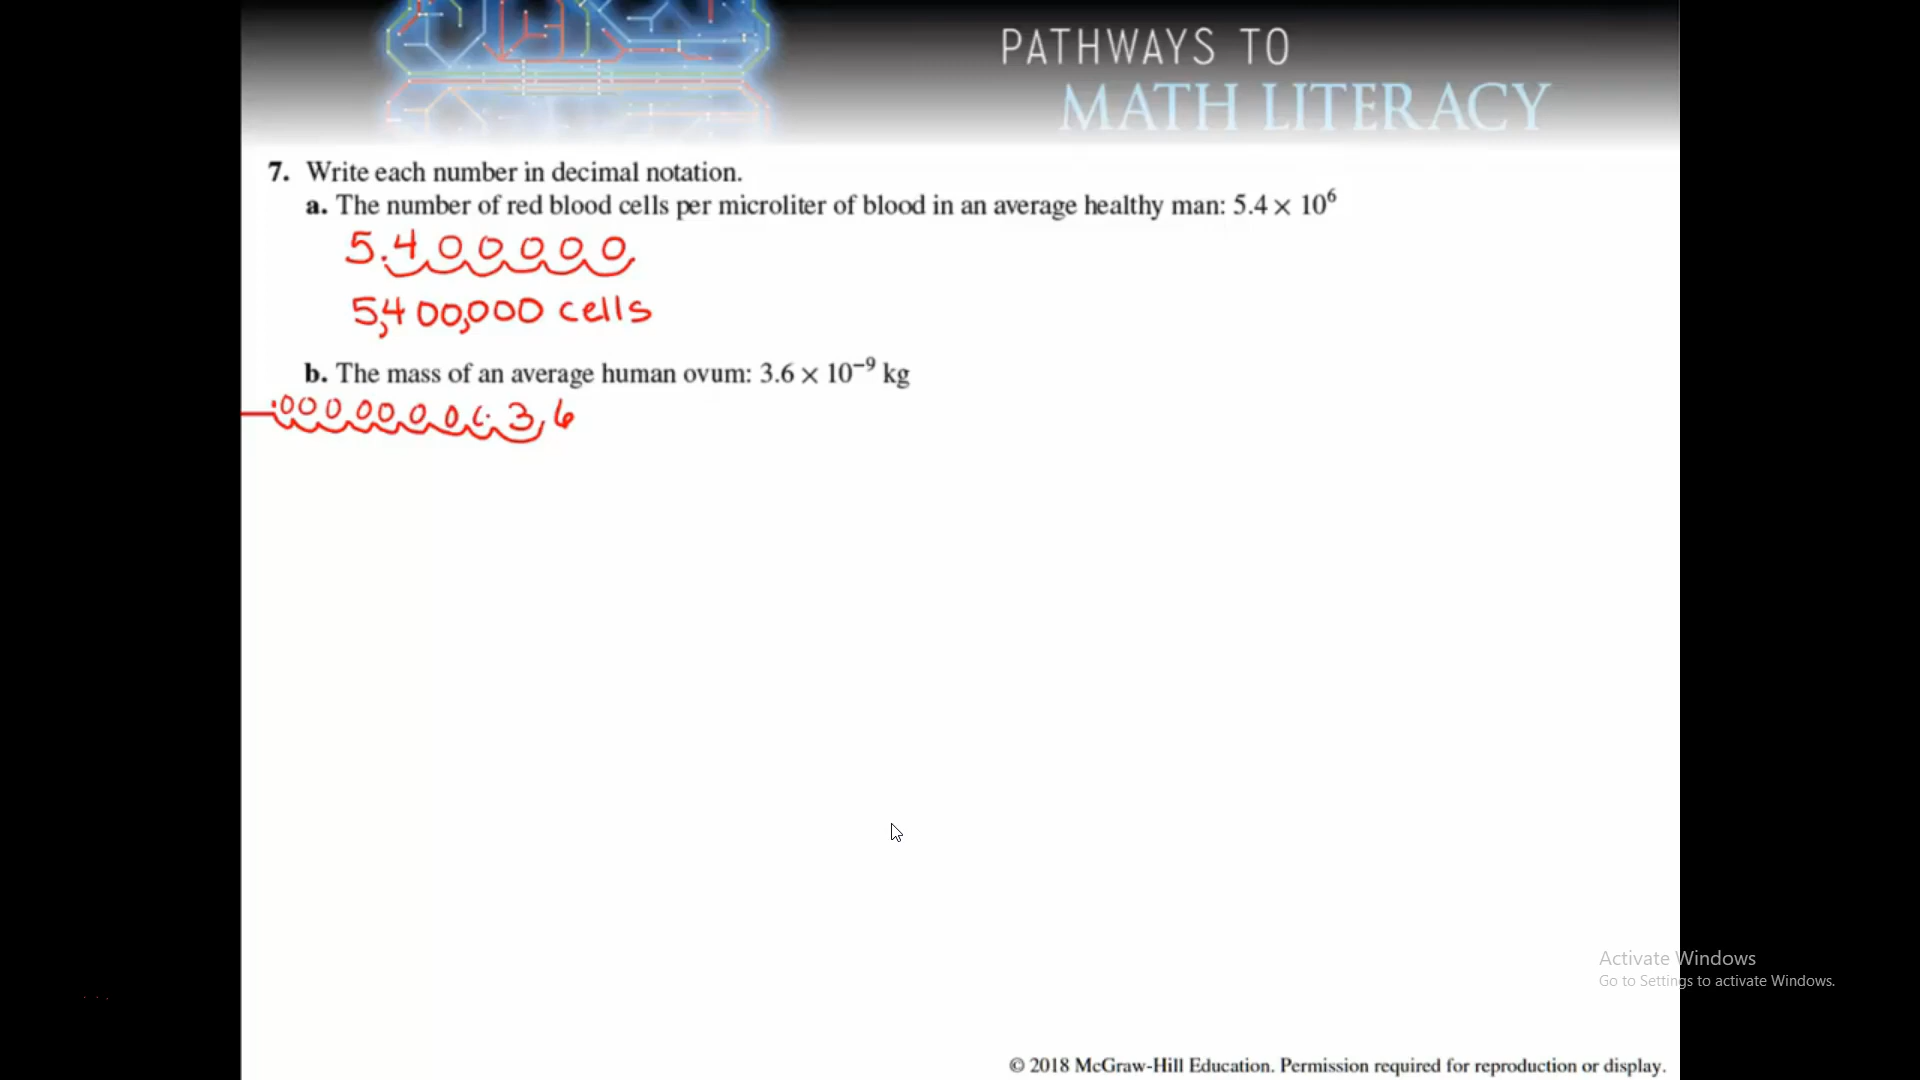 PATHWAYS TO
MATH LITERACY
7. Write each number in decimal notation.
a. The number of red blood cells per microliter of blood in an average healthy man: 5.4 × 10⁶
5.400000
5,400,000 cells
b. The mass of an average human ovum: 3.6 × 10⁻⁹ kg
.00000003.6
Activate Windows
Go to Settings to activate Windows.
© 2018 McGraw-Hill Education. Permission required for reproduction or display.